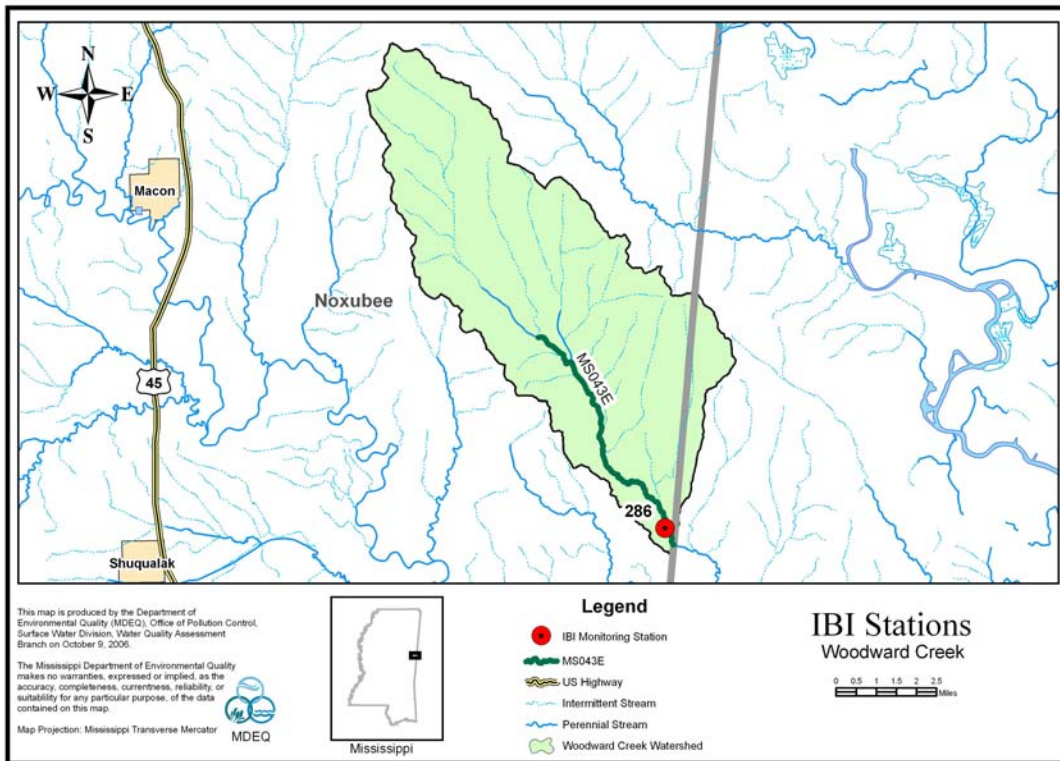 N
W E
S
Macon
Noxubee
45
MS043E
286
Shuqualak
This map is produced by the Department of
Environmental Quality (MDEQ), Office of Pollution Control,
Surface Water Division, Water Quality Assessment
Branch on October 9, 2006.
The Mississippi Department of Environmental Quality
makes no warranties, expressed or implied, as the
accuracy, completeness, currentness, reliability, or
suitablility for any particular purpose, of the data
contained on this map.
Map Projection: Mississippi Transverse Mercator
MDEQ
Mississippi
Legend
IBI Monitoring Station
MS043E
US Highway
Intermittent Stream
Perennial Stream
Woodward Creek Watershed
IBI Stations
Woodward Creek
0 0.5 1 1.5 2 2.5
Miles